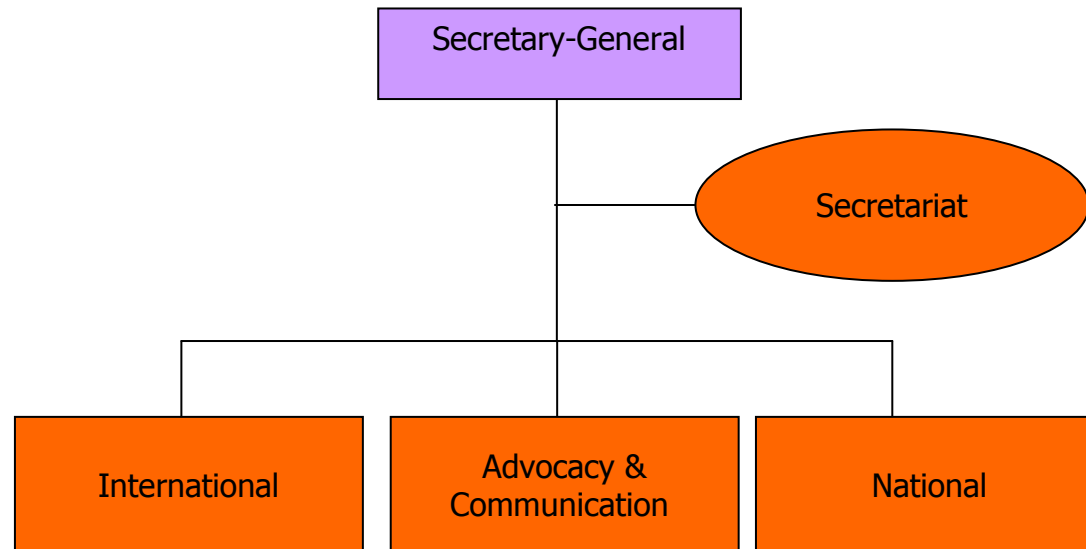 Secretary-General
Secretariat
International
Advocacy &
Communication
National